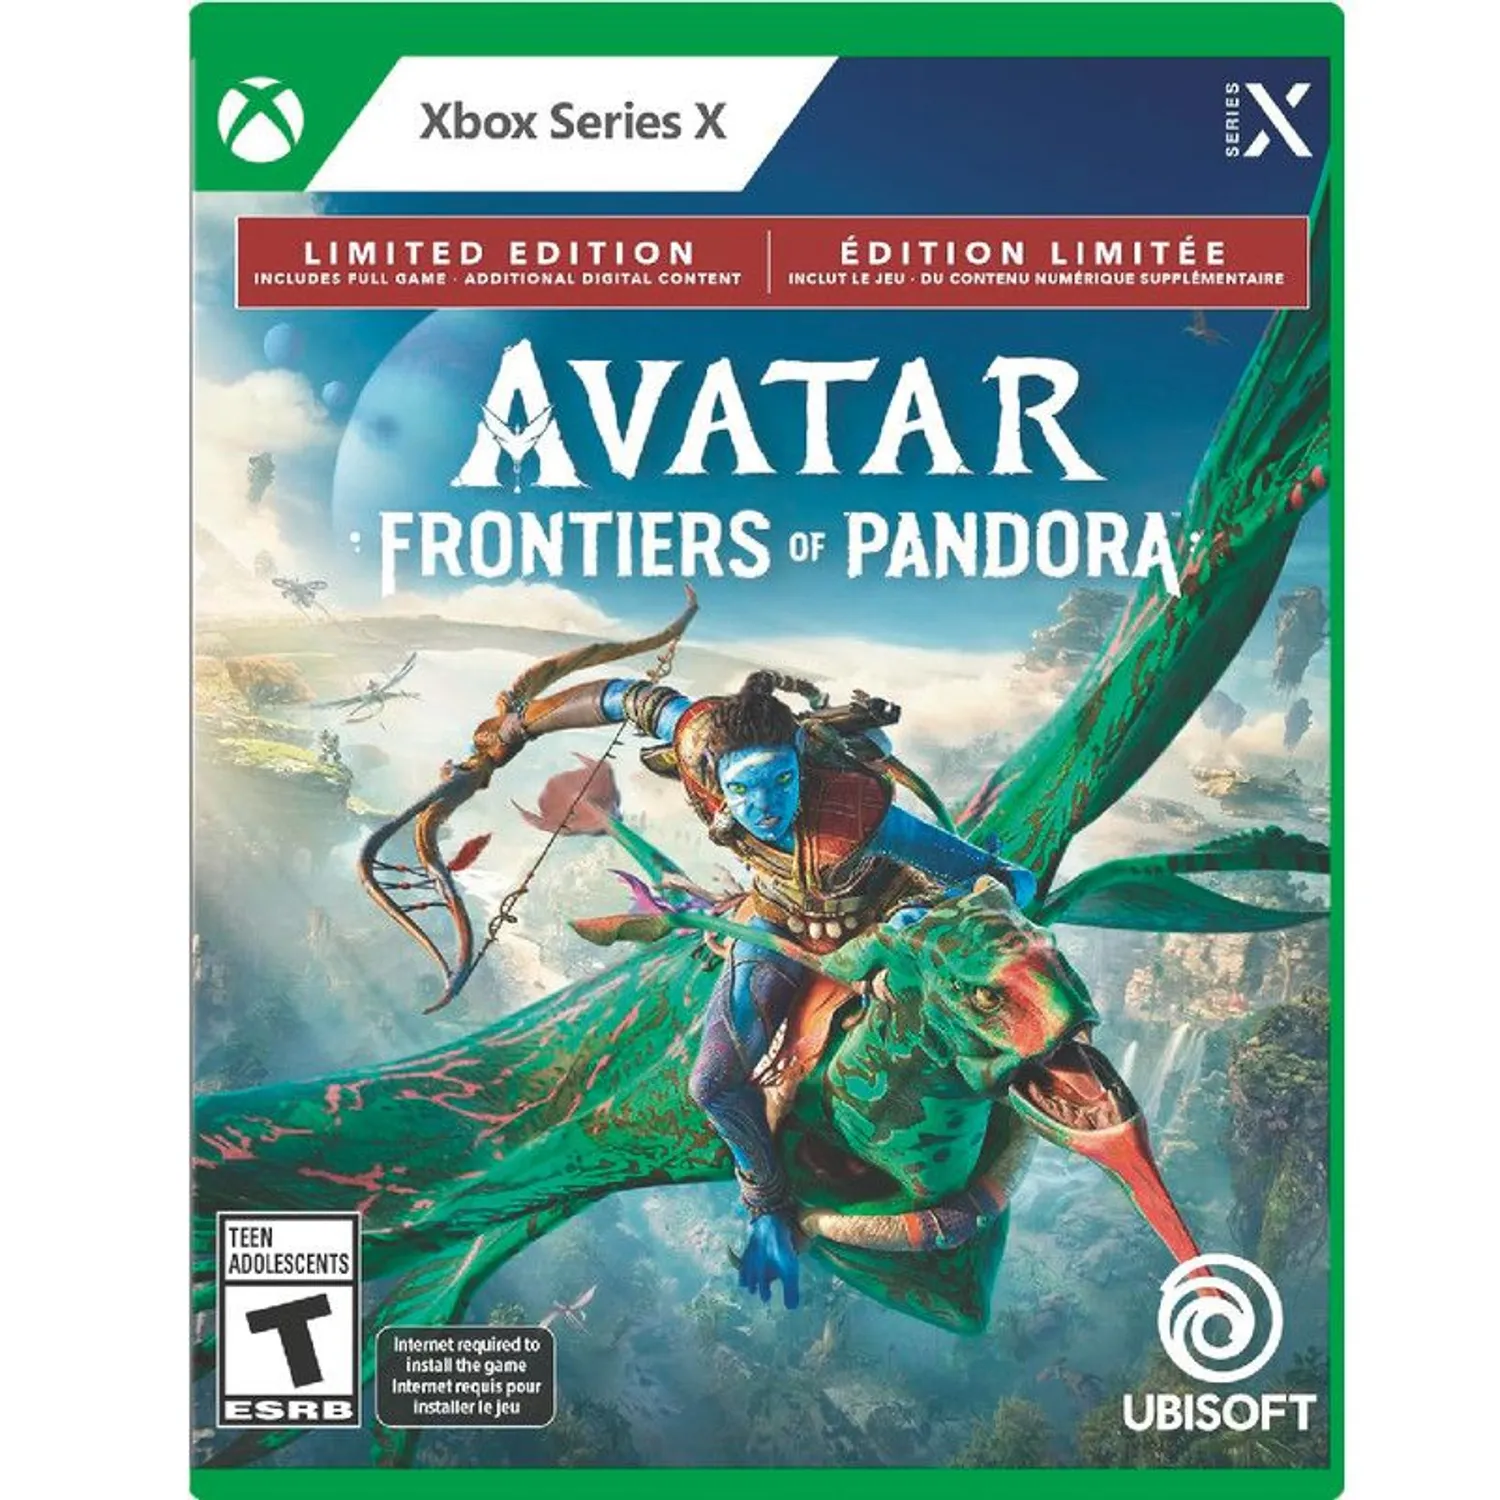 Xbox Series X
SERIES X
LIMITED EDITION
INCLUDES FULL GAME · ADDITIONAL DIGITAL CONTENT
ÉDITION LIMITÉE
INCLUT LE JEU · DU CONTENU NUMÉRIQUE SUPPLÉMENTAIRE
AVATAR
: FRONTIERS OF PANDORA :
TEEN
ADOLESCENTS
T
ESRB
Internet required to
install the game
Internet requis pour
installer le jeu
UBISOFT